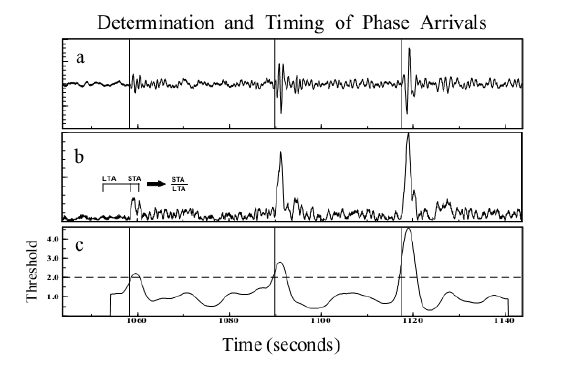 Determination and Timing of Phase Arrivals
a
b
LTA STA STA
LTA
c
4.0
3.0
2.0
1.0
Threshold
1060 1080 1100 1120 1140
Time (seconds)